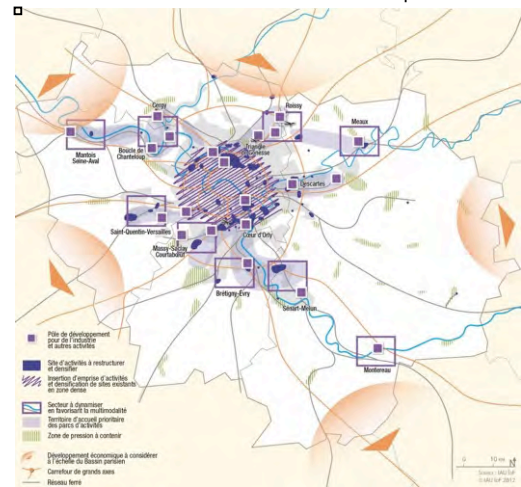 Cergy
Roissy
Meaux
Mantois
Seine-Aval
Boucle de
Chanteloup
Triangle
Gonesse
Descartes
Saint-Quentin-Versailles
Massy-Saclay
Courtabœuf
Cœur d'Orly
Brétigny-Évry
Sénart-Melun
Montereau
Pôle de développement
pour de l'industrie
et autres activités
Site d'activités à restructurer
et densifier
Insertion d'emprise d'activités
et densification de sites existants
en zone dense
Secteur à dynamiser
en favorisant la multimodalité
Territoire d'accueil prioritaire
des parcs d'activités
Zone de pression à contenir
Développement économique à considérer
à l'échelle du Bassin parisien
Carrefour de grands axes
Réseau ferré
0 10 km
N
Source : IAU îdF
© IAU îdF 2012